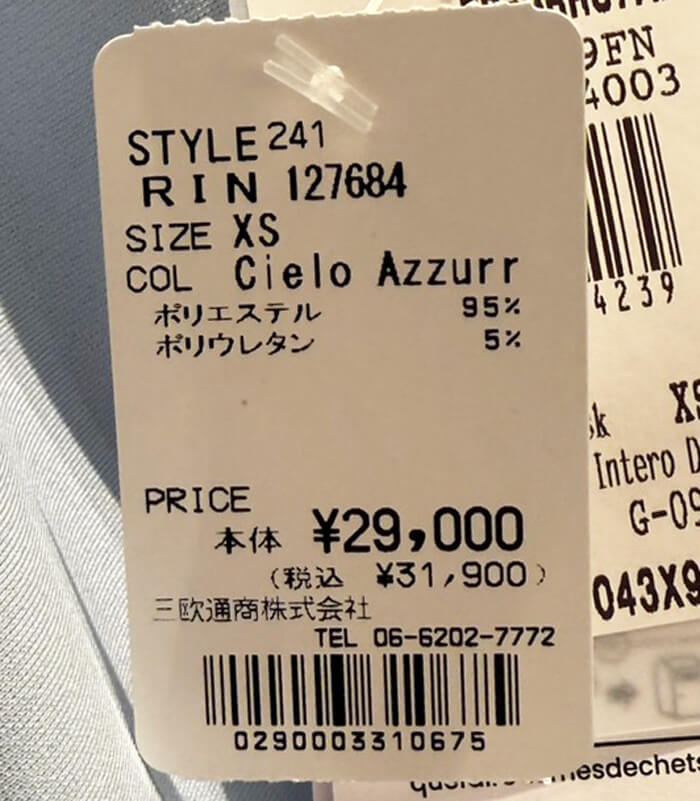 STYLE 241
RIN 127684
SIZE XS
COL Cielo Azzurr
ポリエステル 95%
ポリウレタン 5%
PRICE
本体 ¥29,000
(税込 ¥31,900)
三欧通商株式会社
TEL 06-6202-7772
0290003310675
9FN
4003
4239
XS
Intero D
G-09
043X9